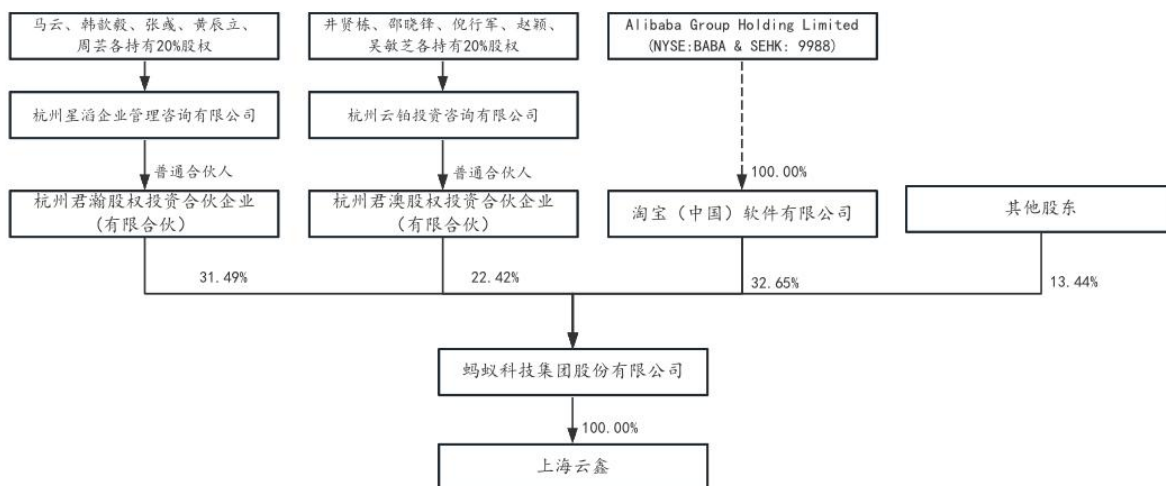 马云、韩歆毅、张彧、黄辰立、
周芸各持有20%股权
井贤栋、邵晓锋、倪行军、赵颖、
吴敏芝各持有20%股权
Alibaba Group Holding Limited
(NYSE:BABA & SEHK: 9988)
杭州星滔企业管理咨询有限公司
杭州云铂投资咨询有限公司
普通合伙人
普通合伙人
100.00%
杭州君瀚股权投资合伙企业
(有限合伙)
杭州君澳股权投资合伙企业
(有限合伙)
淘宝（中国）软件有限公司
其他股东
31.49%
22.42%
32.65%
13.44%
蚂蚁科技集团股份有限公司
100.00%
上海云鑫